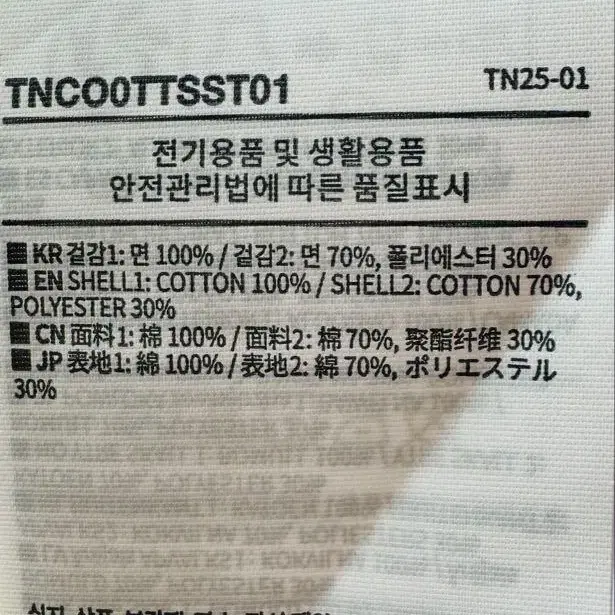 TNCO0TTSST01
TN25-01
전기용품 및 생활용품
안전관리법에 따른 품질표시
KR 겉감1: 면 100% / 겉감2: 면 70%, 폴리에스터 30%
EN SHELL1: COTTON 100% / SHELL2: COTTON 70%,
POLYESTER 30%
CN 面料1: 棉 100% / 面料2: 棉 70%, 聚酯纤维 30%
JP 表地1: 綿 100% / 表地2: 綿 70%, ポリエステル
30%